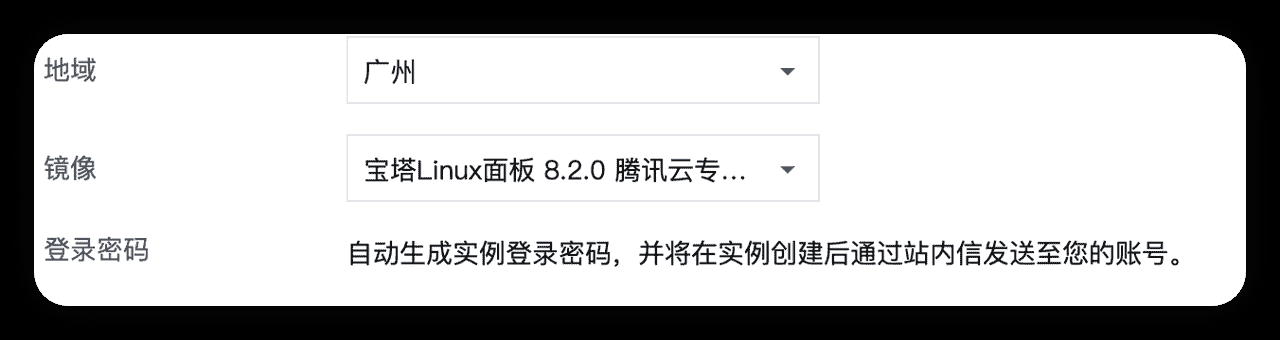 地域
广州
镜像
宝塔Linux面板 8.2.0 腾讯云专...
登录密码
自动生成实例登录密码，并将在实例创建后通过站内信发送至您的账号。